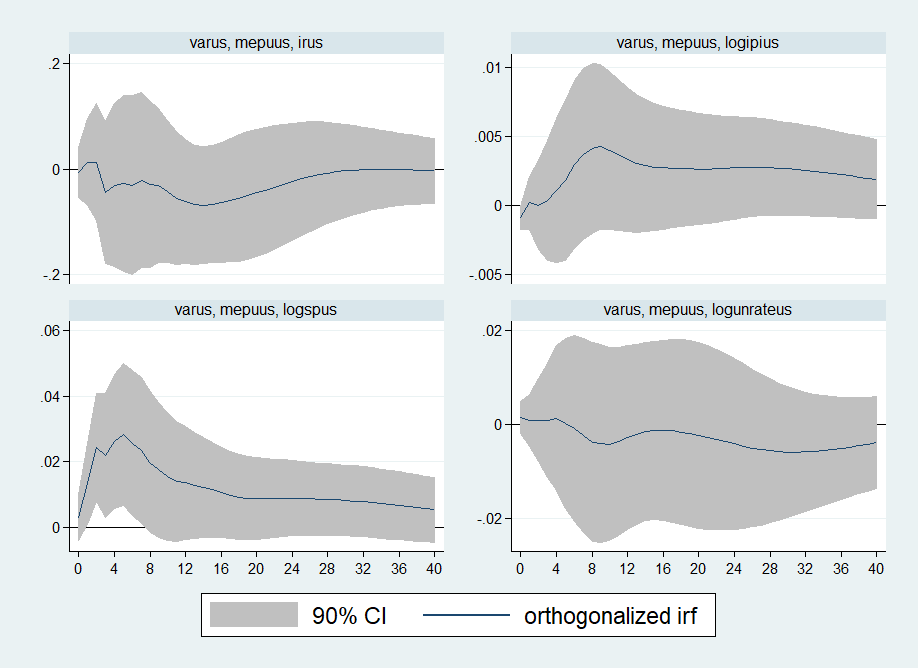 varus, mepuus, irus
.2
0
-.2
varus, mepuus, logipius
.01
.005
0
-.005
varus, mepuus, logspus
.06
.04
.02
0
0 4 8 12 16 20 24 28 32 36 40
varus, mepuus, logunrateus
.02
0
-.02
0 4 8 12 16 20 24 28 32 36 40
90% CI orthogonalized irf